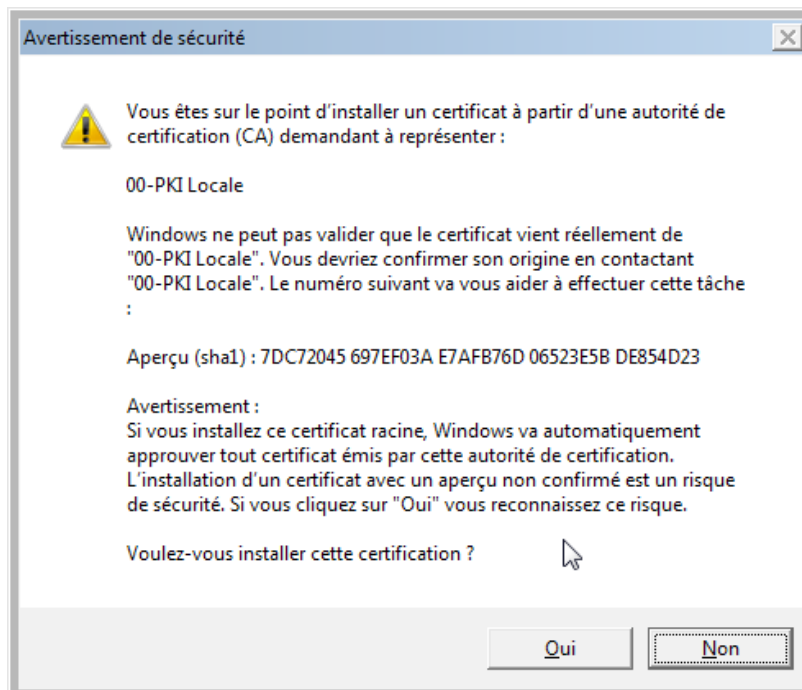 Avertissement de sécurité
Vous êtes sur le point d'installer un certificat à partir d'une autorité de
certification (CA) demandant à représenter :
00-PKI Locale
Windows ne peut pas valider que le certificat vient réellement de
"00-PKI Locale". Vous devriez confirmer son origine en contactant
"00-PKI Locale". Le numéro suivant va vous aider à effectuer cette tâche
:
Aperçu (sha1) : 7DC72045 697EF03A E7AFB76D 06523E5B DE854D23
Avertissement :
Si vous installez ce certificat racine, Windows va automatiquement
approuver tout certificat émis par cette autorité de certification.
L'installation d'un certificat avec un aperçu non confirmé est un risque
de sécurité. Si vous cliquez sur "Oui" vous reconnaissez ce risque.
Voulez-vous installer cette certification ?
Oui
Non